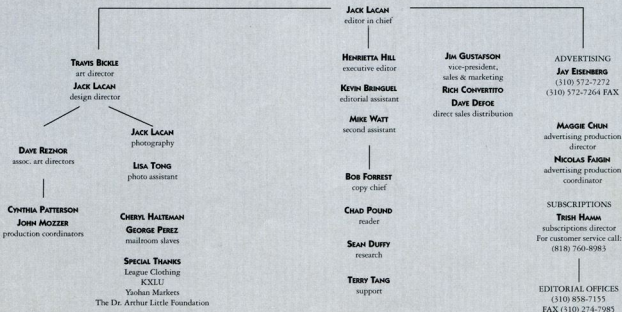 JACK LACAN
editor in chief
TRAVIS BICKLE
art director
JACK LACAN
design director
DAVE REZNOR
assoc. art directors
CYNTHIA PATTERSON
JOHN MOZZER
production coordinators
JACK LACAN
photography
LISA TONG
photo assistant
CHERYL HALTEMAN
GEORGE PEREZ
mailroom slaves
SPECIAL THANKS
League Clothing
KXLU
Yaohan Markets
The Dr. Arthur Little Foundation
HENRIETTA HILL
executive editor
KEVIN BRINGUEL
editorial assistant
MIKE WATT
second assistant
BOB FORREST
copy chief
CHAD POUND
reader
SEAN DUFFY
research
TERRY TANG
support
JIM GUSTAFSON
vice-president,
sales & marketing
RICH CONVERTITO
DAVE DEFOE
direct sales distribution
ADVERTISING
JAY EISENBERG
(310) 572-7272
(310) 572-7264 FAX
MAGGIE CHUN
advertising production
director
NICOLAS FAIGIN
advertising production
coordinator
SUBSCRIPTIONS
TRISH HAMM
subscriptions director
For customer service call:
(818) 760-8983
EDITORIAL OFFICES
(310) 858-7155
FAX (310) 274-7985